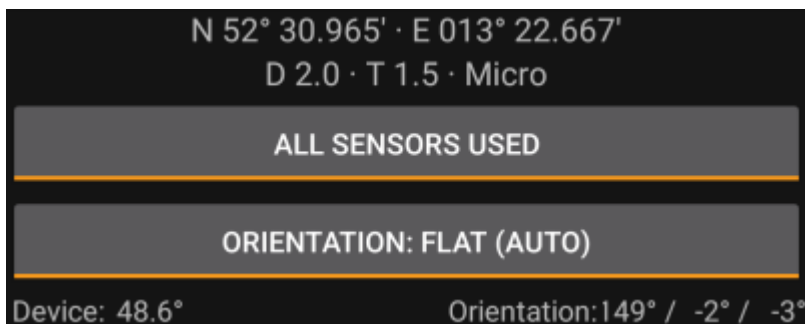 N 52° 30.965' · E 013° 22.667'
D 2.0 · T 1.5 · Micro
ALL SENSORS USED
ORIENTATION: FLAT (AUTO)
Device: 48.6° Orientation:149° / -2° / -3°